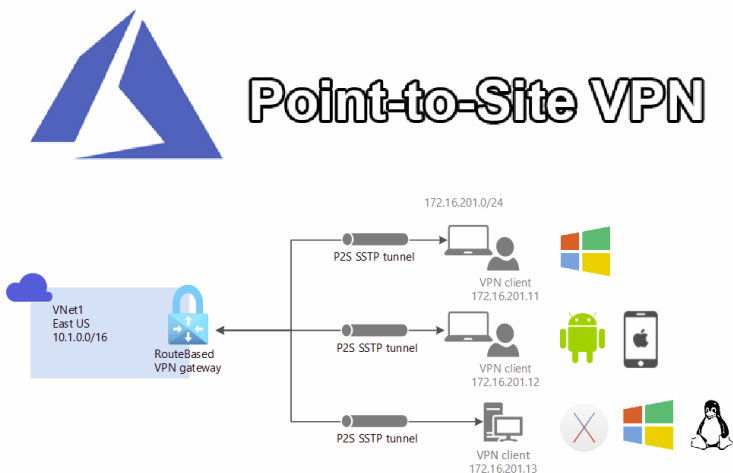 Point-to-Site VPN
172.16.201.0/24
P2S SSTP tunnel
VPN client
172.16.201.11
VNet1
East US
10.1.0.0/16
RouteBased
VPN gateway
P2S SSTP tunnel
VPN client
172.16.201.12
P2S SSTP tunnel
VPN client
172.16.201.13